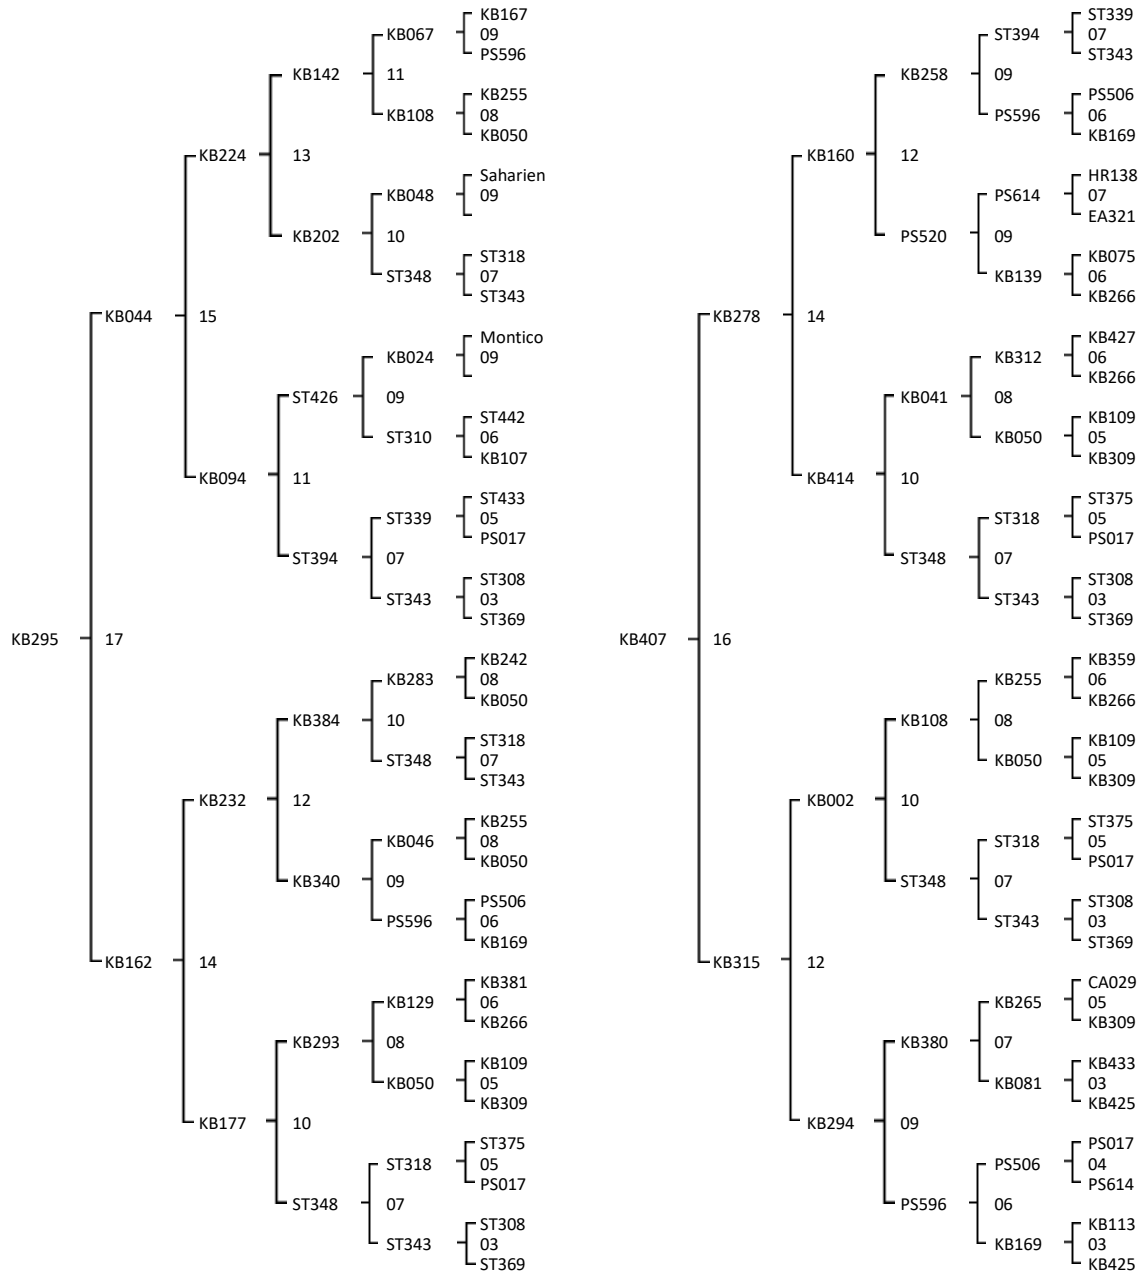 KB167
KB067 09
PS596
KB142 11
KB255
KB108 08
KB050
KB224 13
Saharien
KB048 09
KB202 10
ST318
ST348 07
ST343
KB044 15
Montico
KB024 09
ST426 09
ST442
ST310 06
KB107
KB094 11
ST433
ST339 05
PS017
ST394 07
ST308
ST343 03
ST369
KB295 17
KB242
KB283 08
KB050
KB384 10
ST318
ST348 07
ST343
KB232 12
KB255
KB046 08
KB050
KB340 09
PS506
PS596 06
KB169
KB162 14
KB381
KB129 06
KB266
KB293 08
KB109
KB050 05
KB309
KB177 10
ST375
ST318 05
PS017
ST348 07
ST308
ST343 03
ST369
ST339
ST394 07
ST343
KB258 09
PS506
PS596 06
KB169
KB160 12
HR138
PS614 07
EA321
PS520 09
KB075
KB139 06
KB266
KB278 14
KB427
KB312 06
KB266
KB041 08
KB109
KB050 05
KB309
KB414 10
ST375
ST318 05
PS017
ST348 07
ST308
ST343 03
ST369
KB407 16
KB359
KB255 06
KB266
KB108 08
KB109
KB050 05
KB309
KB002 10
ST375
ST318 05
PS017
ST348 07
ST308
ST343 03
ST369
KB315 12
CA029
KB265 05
KB309
KB380 07
KB433
KB081 03
KB425
KB294 09
PS017
PS506 04
PS614
PS596 06
KB113
KB169 03
KB425